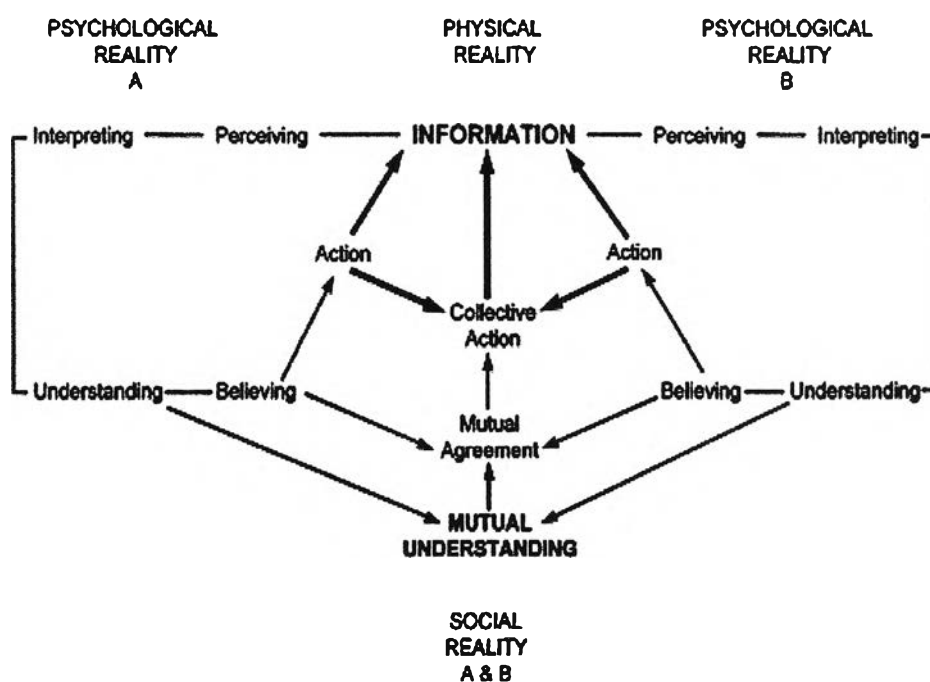 PSYCHOLOGICAL REALITY A
PHYSICAL REALITY
PSYCHOLOGICAL REALITY B
Interpreting Perceiving INFORMATION Perceiving Interpreting
Action Action
Collective
Action
Understanding Believing Believing Understanding
Mutual
Agreement
MUTUAL
UNDERSTANDING
SOCIAL
REALITY
A & B